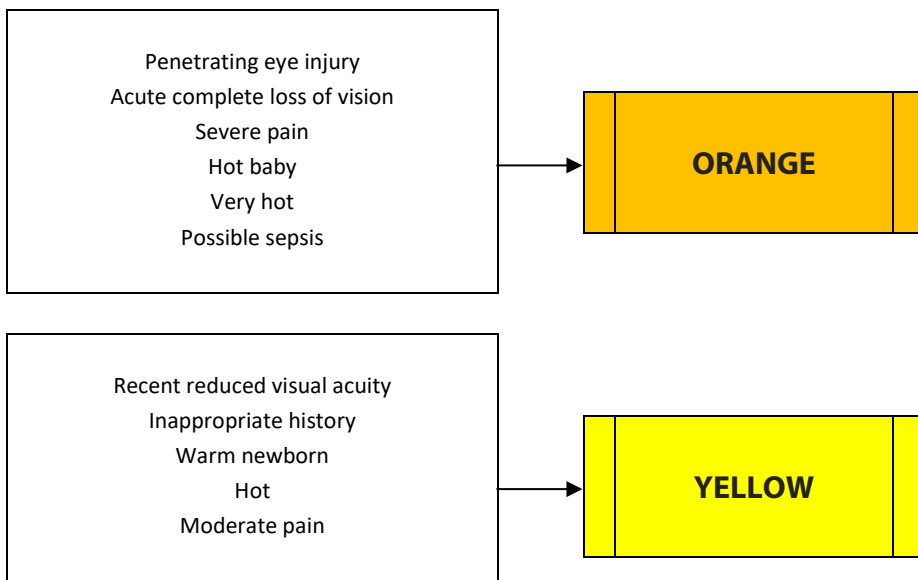 Penetrating eye injury
Acute complete loss of vision
Severe pain
Hot baby
Very hot
Possible sepsis
ORANGE
Recent reduced visual acuity
Inappropriate history
Warm newborn
Hot
Moderate pain
YELLOW